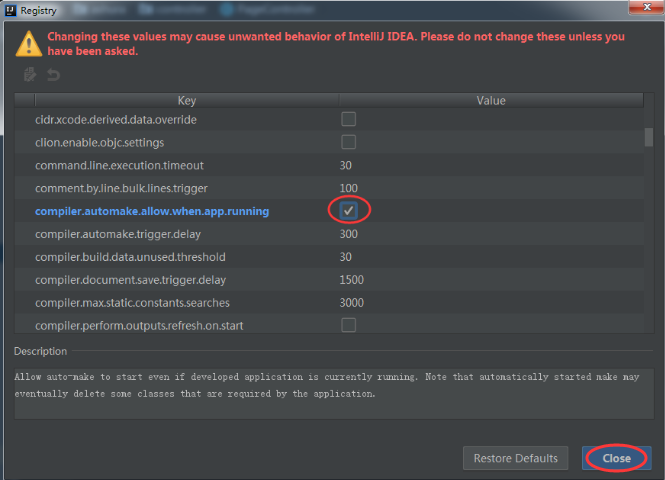 Registry
Changing these values may cause unwanted behavior of IntelliJ IDEA. Please do not change these unless you
have been asked.
Key Value
cidr.xcode.derived.data.override
clion.enable.objc.settings
command.line.execution.timeout 30
comment.by.line.bulk.lines.trigger 100
compiler.automake.allow.when.app.running
compiler.automake.trigger.delay 300
compiler.build.data.unused.threshold 30
compiler.document.save.trigger.delay 1500
compiler.max.static.constants.searches 3000
compiler.perform.outputs.refresh.on.start
Description
Allow auto-make to start even if developed application is currently running. Note that automatically started make may
eventually delete some classes that are required by the application.
Restore Defaults Close